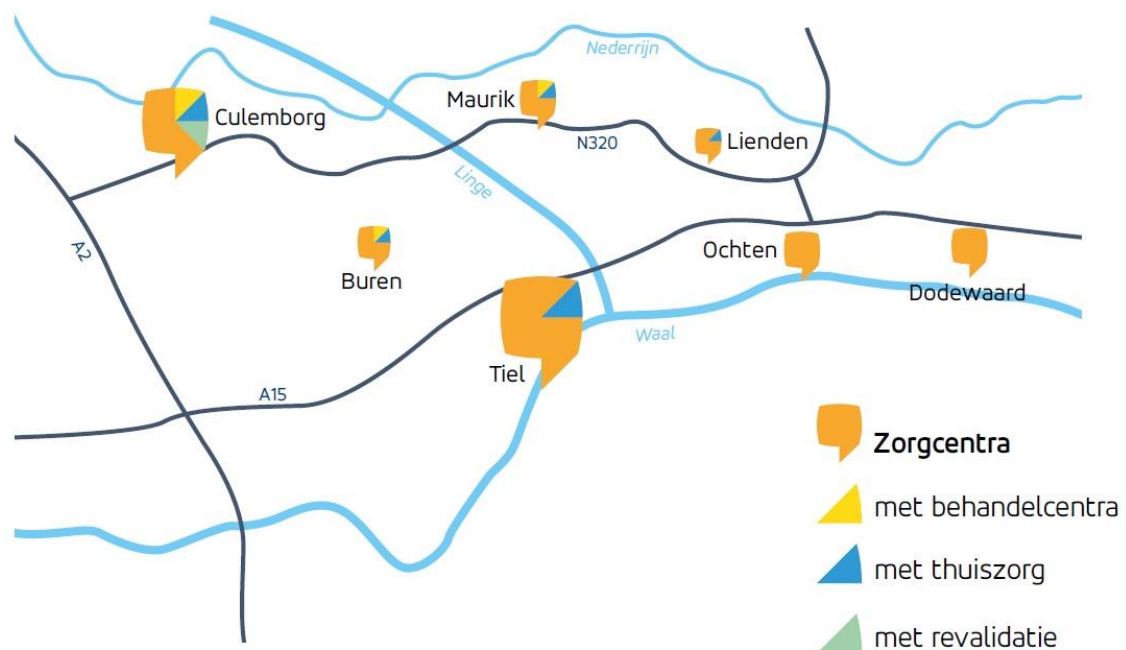 Nederrijn
Maurik
Culemborg
N320
Lienden
Linge
A2
Ochten
Buren
Dodewaard
Waal
Tiel
A15
Zorgcentra
met behandelcentra
met thuiszorg
met revalidatie